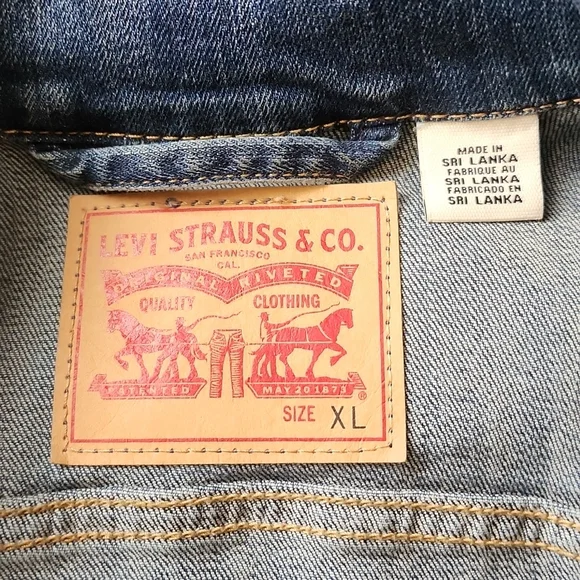 LEVI STRAUSS & CO.
SAN FRANCISCO
CAL.
ORIGINAL RIVETED
QUALITY CLOTHING
PATENTED MAY 20 1873
®
SIZE XL
MADE IN
SRI LANKA
FABRIQUE AU
SRI LANKA
FABRICADO EN
SRI LANKA